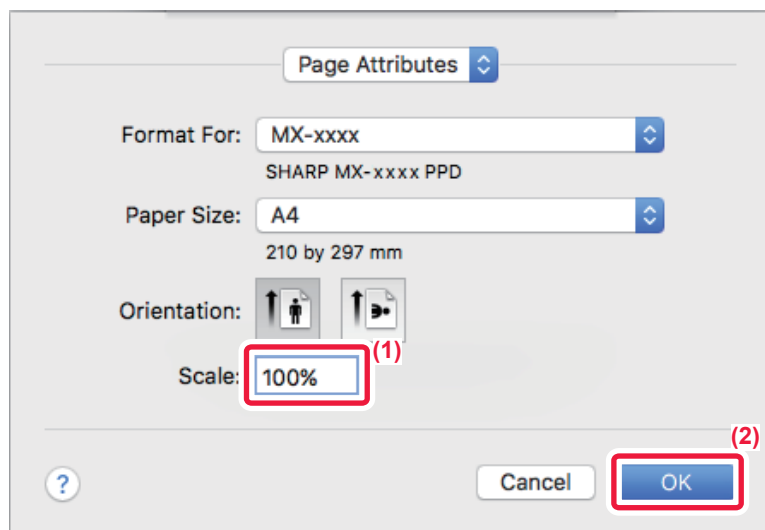 Page Attributes
Format For: MX-xxxx
SHARP MX-xxxx PPD
Paper Size: A4
210 by 297 mm
Orientation:
(1)
Scale: 100%
(2)
? Cancel OK